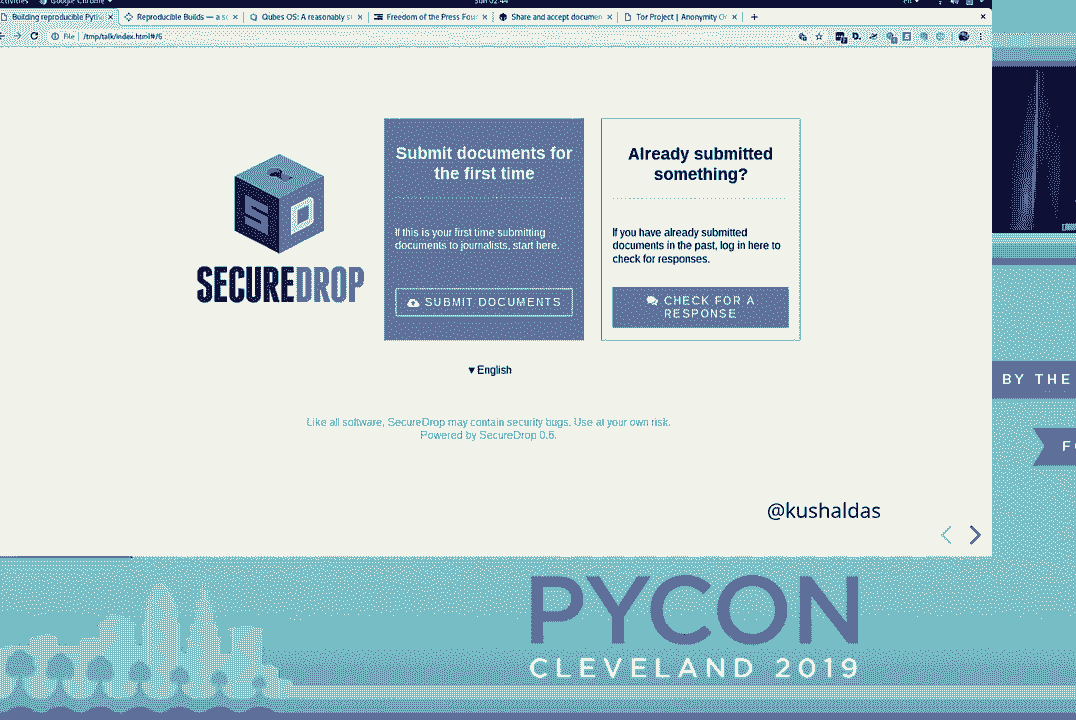 Google Chrome
Sun 02:44
en
Building reproducible Pyth
Reproducible Builds — a s
Qubes OS: A reasonably s
Freedom of the Press Foun
Share and accept documen
Tor Project | Anonymity O
File | /tmp/talk/index.html#/6
SECUREDROP
Submit documents for
the first time
If this is your first time submitting
documents to journalists, start here.
SUBMIT DOCUMENTS
Already submitted
something?
If you have already submitted
documents in the past, log in here to
check for responses.
CHECK FOR A
RESPONSE
▾ English
Like all software, SecureDrop may contain security bugs. Use at your own risk.
Powered by SecureDrop 0.6.
@kushaldas
BY THE
F
PYCON
CLEVELAND 2019